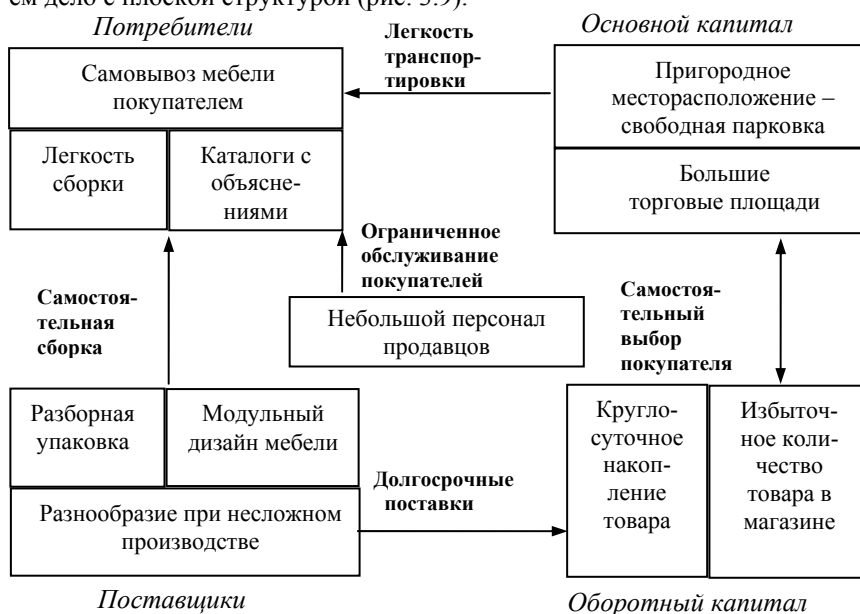 ем дело с плоской структурой (рис. 3.9).
Потребители
Основной капитал
Легкость
транспор-
тировки
Самовывоз мебели
покупателем
Пригородное
месторасположение –
свободная парковка
Легкость
сборки
Каталоги с
объясне-
ниями
Большие
торговые площади
Ограниченное
обслуживание
покупателей
Самостоя-
тельная
сборка
Небольшой персонал
продавцов
Самостоя-
тельный
выбор
покупателя
Разборная
упаковка
Модульный
дизайн мебели
Кругло-
суточное
накоп-
ление
товара
Избыточ-
ное коли-
чество
товара в
магазине
Долгосрочные
поставки
Разнообразие при несложном
производстве
Поставщики
Оборотный капитал